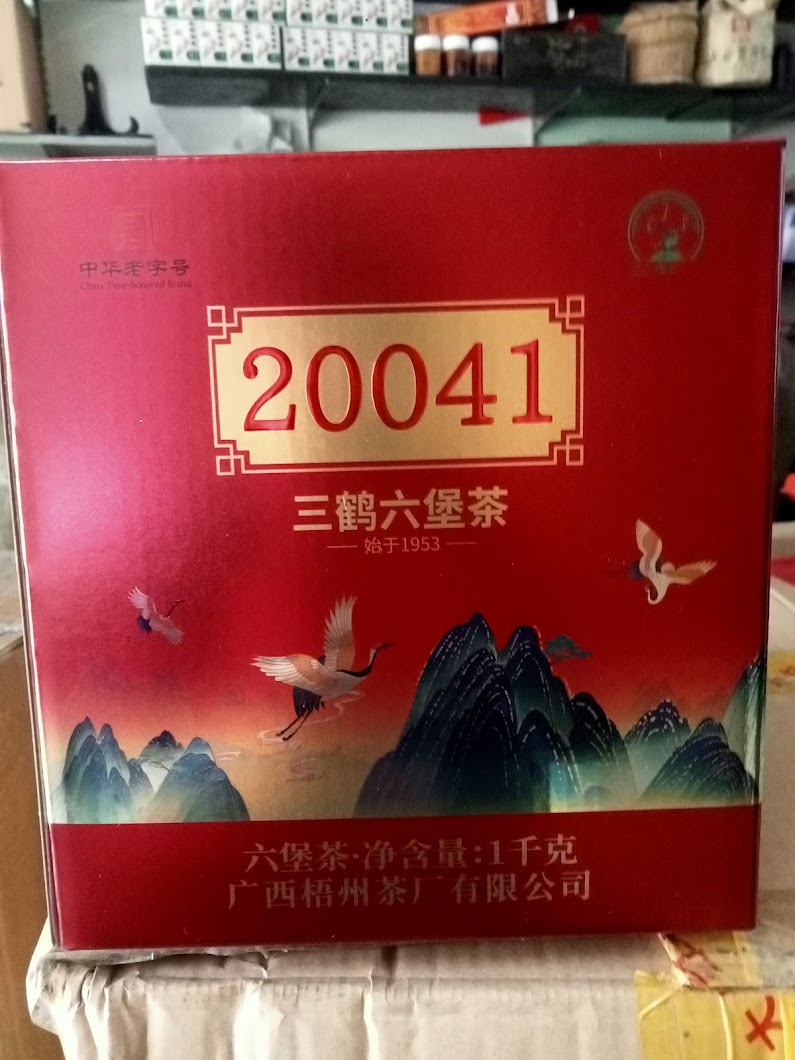 中华老字号
China Time-honored Brand
20041
三鹤六堡茶
始于1953
六堡茶·净含量:1千克
广西梧州茶厂有限公司